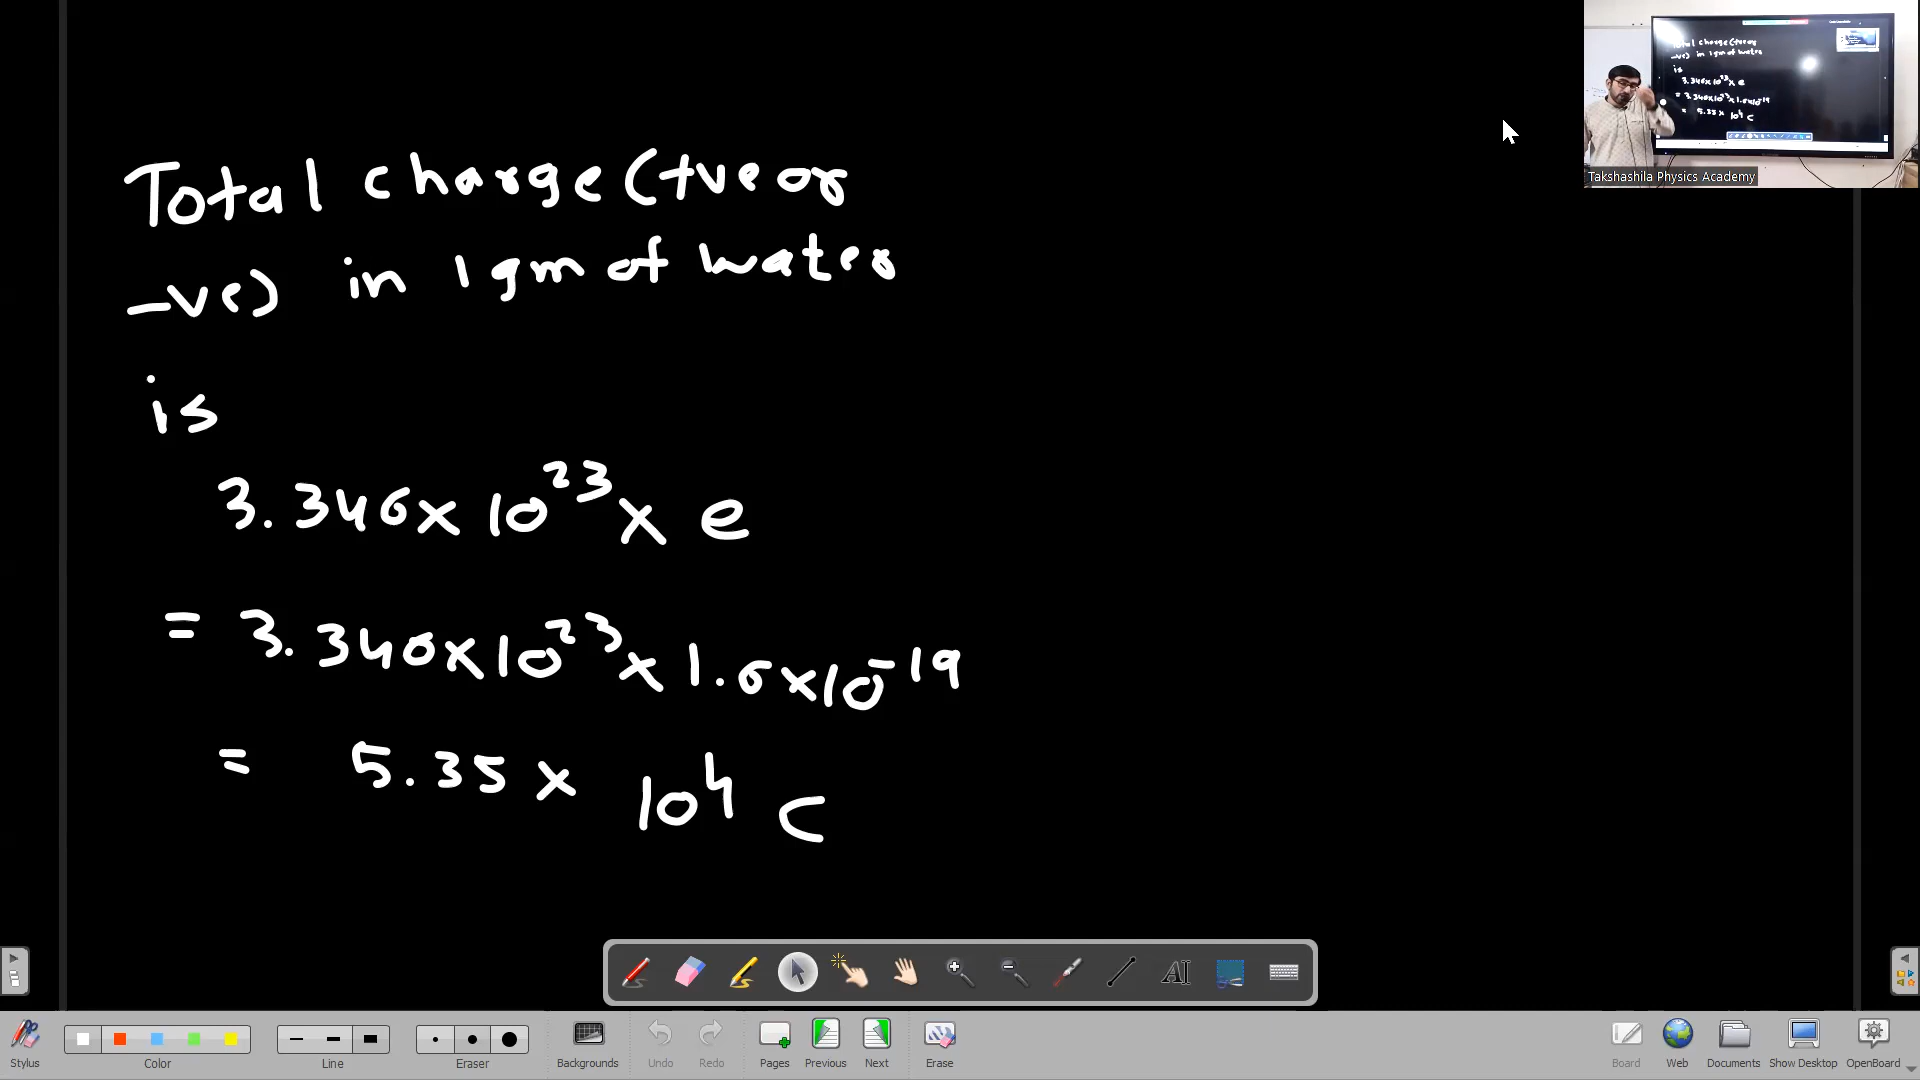 Takshashila Physics Academy
Total charge (+ve or
-ve) in 1 gm of water
is
3.346 x 10²³ x e
= 3.346 x 10²³ x 1.6 x 10⁻¹⁹
= 5.35 x 10⁴ C
Stylus
Color
Line
Eraser
Backgrounds
Undo
Redo
Pages
Previous
Next
Erase
Board
Web
Documents
Show Desktop
OpenBoard